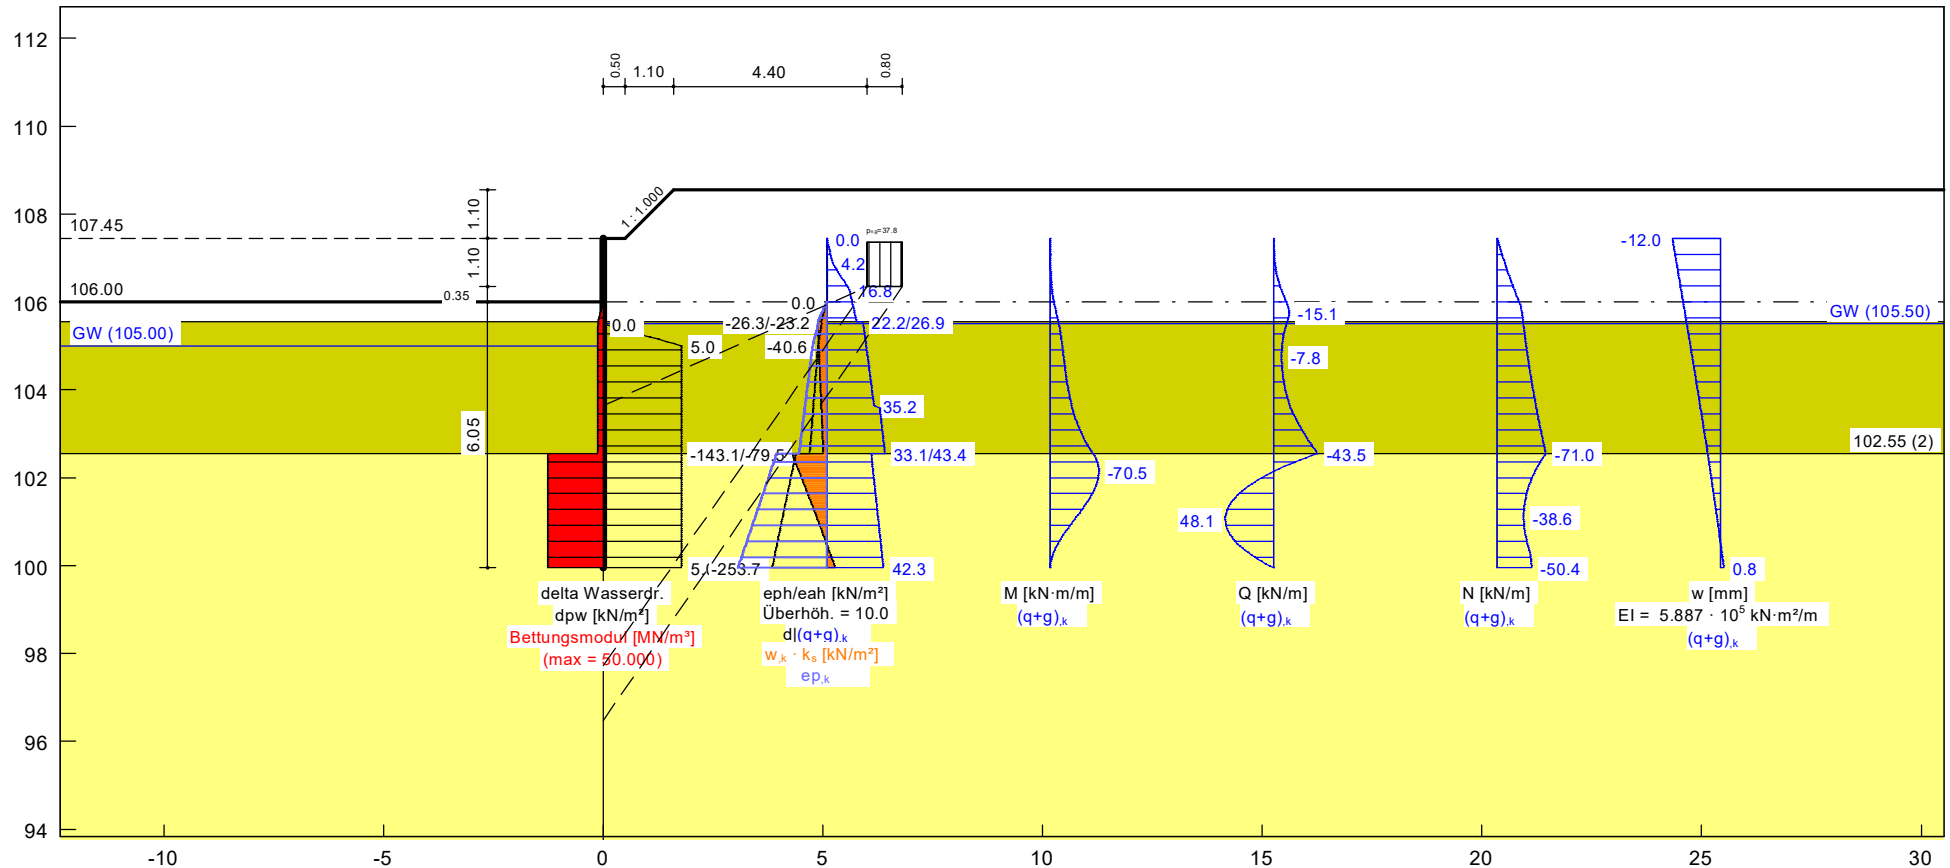 112
110
108
106
104
102
100
98
96
94
-10
-5
0
5
10
15
20
25
30
0.50
1.10
4.40
0.80
1 : 1.000
1.10
1.10
0.35
6.05
107.45
106.00
GW (105.00)
GW (105.50)
102.55 (2)
0.0
5.0
-143.1/-79.5
-253.7
-26.3/-23.2
-40.6
0.0
0.0
4.2
16.8
22.2/26.9
35.2
33.1/43.4
42.3
-70.5
-15.1
-7.8
-43.5
48.1
-71.0
-38.6
-50.4
-12.0
0.8
delta Wasserdr.
dpw [kN/m²]
Bettungsmodul [MN/m³]
(max = 50.000)
eph/eah [kN/m²]
Überhöh. = 10.0
d|(q+g),k
w,k · ks [kN/m²]
ep,k
M [kN·m/m]
(q+g),k
Q [kN/m]
(q+g),k
N [kN/m]
(q+g),k
w [mm]
EI = 5.887 · 10⁵ kN·m²/m
(q+g),k